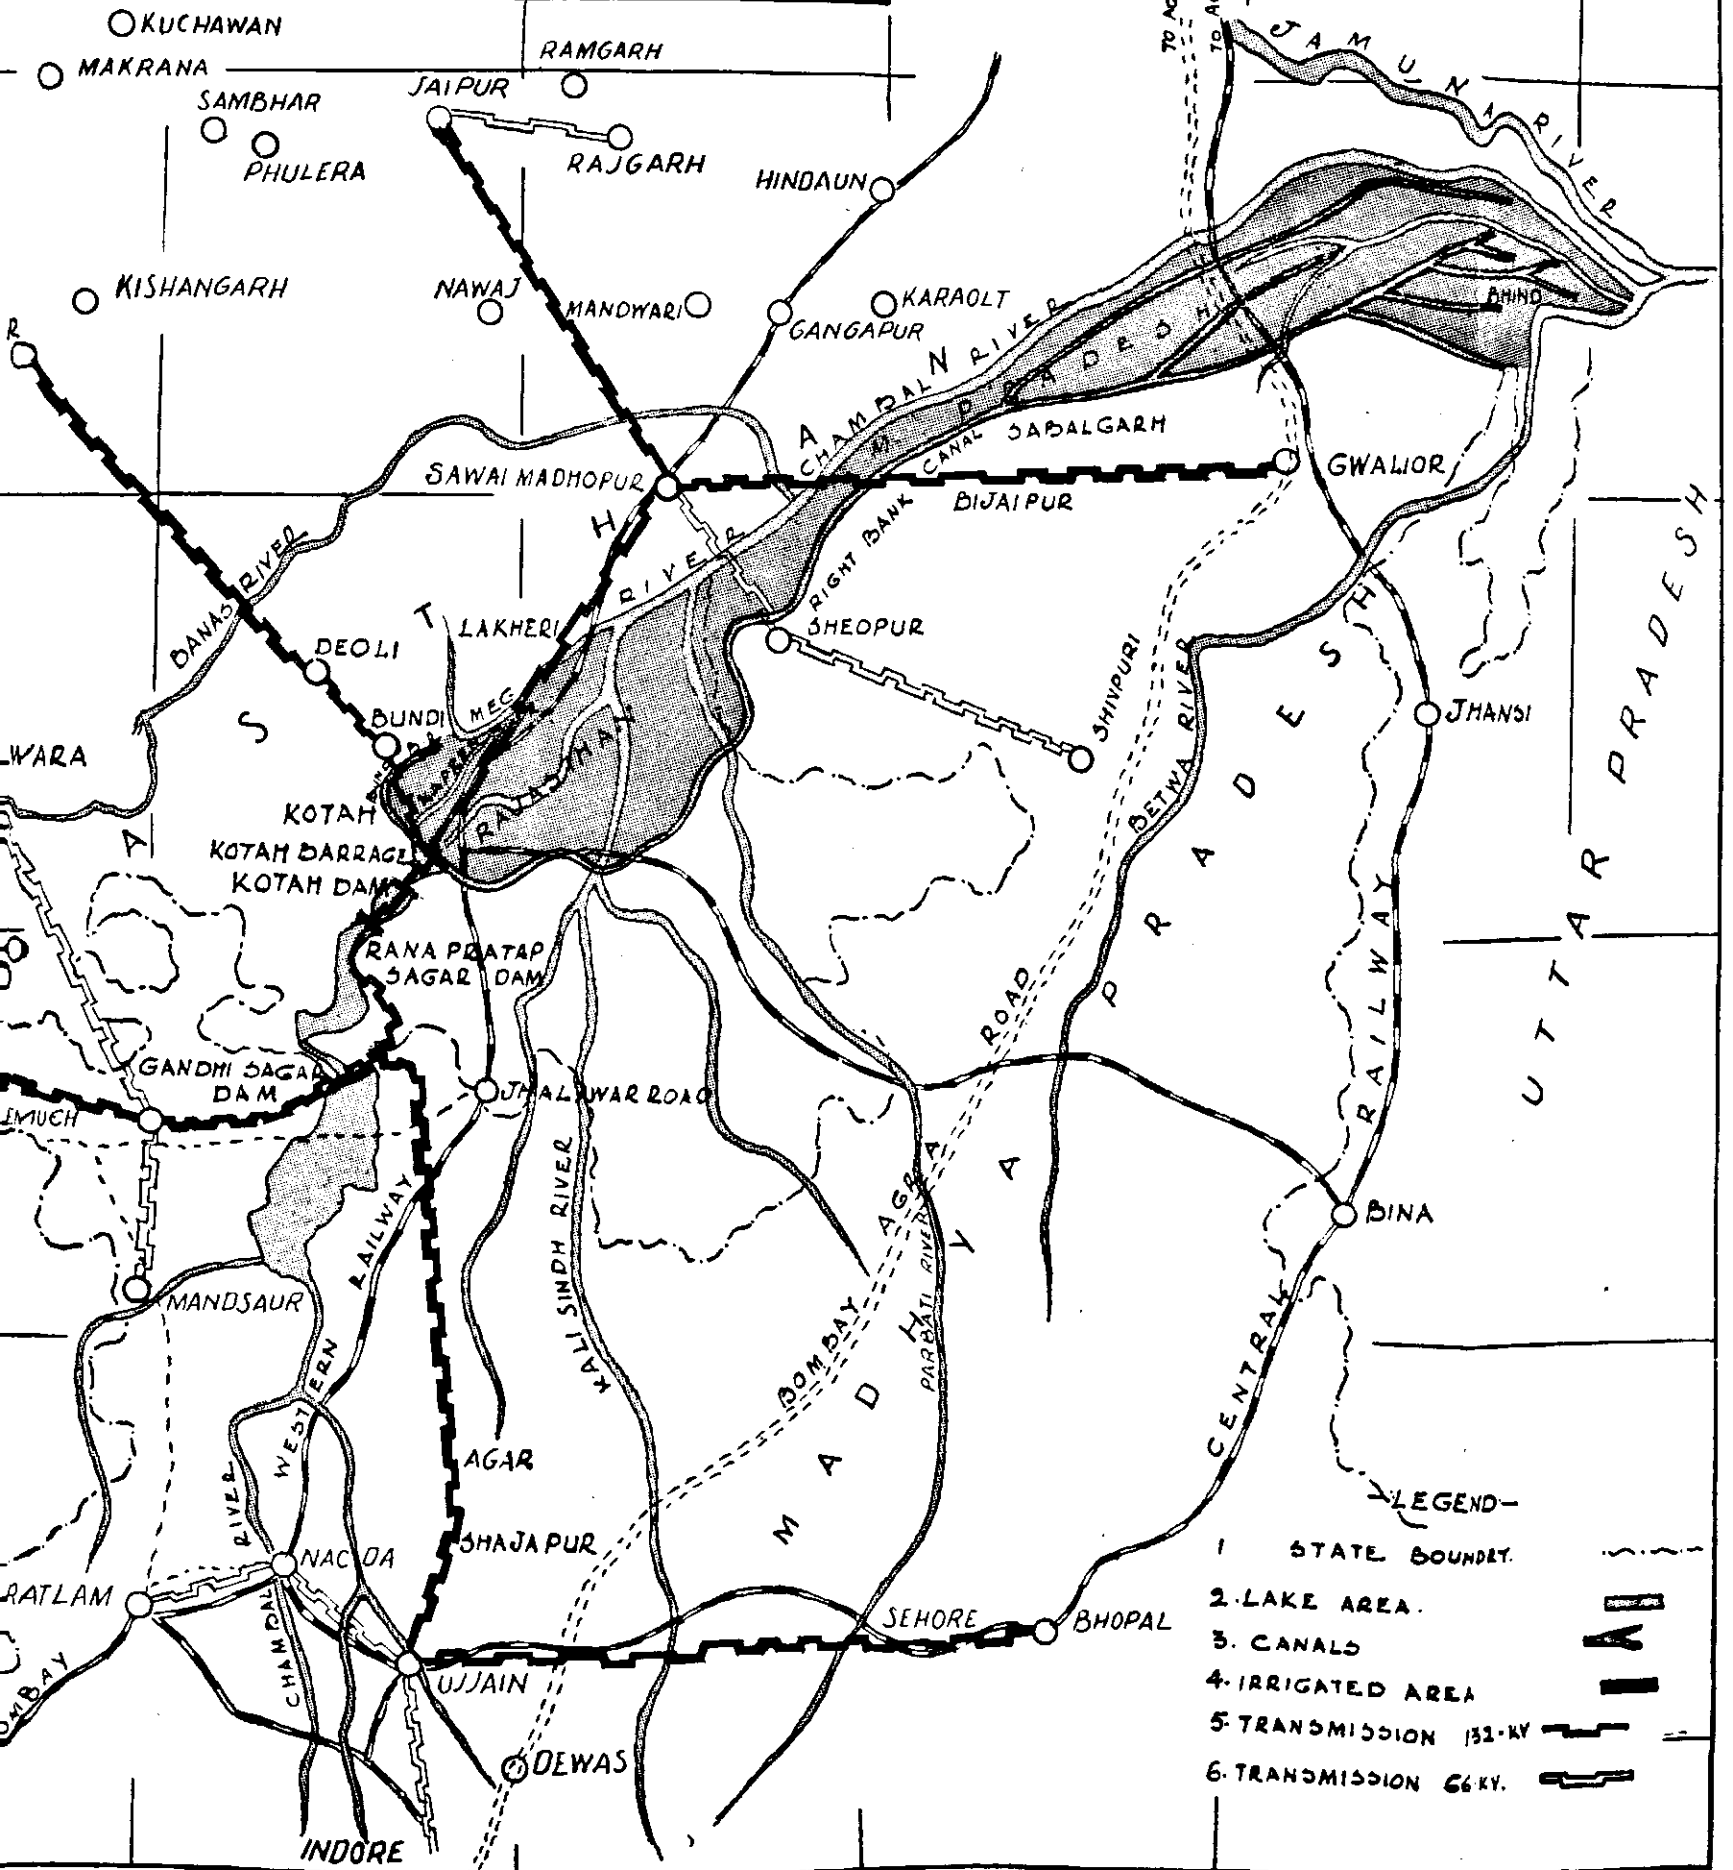 KUCHAWAN
MAKRANA
RAMGARH
JAIPUR
SAMBHAR
PHULERA
RAJGARH
HINDAUN
JAMUNA RIVER
KISHANGARH
NAWAJ
MANDWARI
GANGAPUR
KARAOLT
BHIND
R
CHAMBAL RIVER
M. PRADESH
RIGHT BANK CANAL
SABALGARH
SAWAI MADHOPUR
BIJAIPUR
GWALIOR
BANAS RIVER
RIVER
LAKHERI
SHEOPUR
DEOLI
SHIVPURI
BUNDI
MEG
BETWA RIVER
JHANSI
LWARA
RAJASTHAN
KOTAH
KOTAH BARRAGE
KOTAH DAM
RANA PRATAP
SAGAR DAM
UTTAR PRADESH
ROAD
RAILWAY
GANDHI SAGAR
DAM
EMUCH
JHALAWAR ROAD
BINA
RAILWAY
KALI SINDH RIVER
AGRA
PARBATI RIVER
MANDSAUR
BOMBAY
MADHYA PRADESH
WESTERN
CENTRAL
AGAR
RIVER
SHAJAPUR
NAGDA
RATLAM
CHAMBAL
SEHORE
BHOPAL
OMBAY
UJJAIN
DEWAS
INDORE
LEGEND-
1 STATE BOUNDRY.
2. LAKE AREA.
3. CANALS
4. IRRIGATED AREA
5. TRANSMISSION 132-KV
6. TRANSMISSION 66 KV.